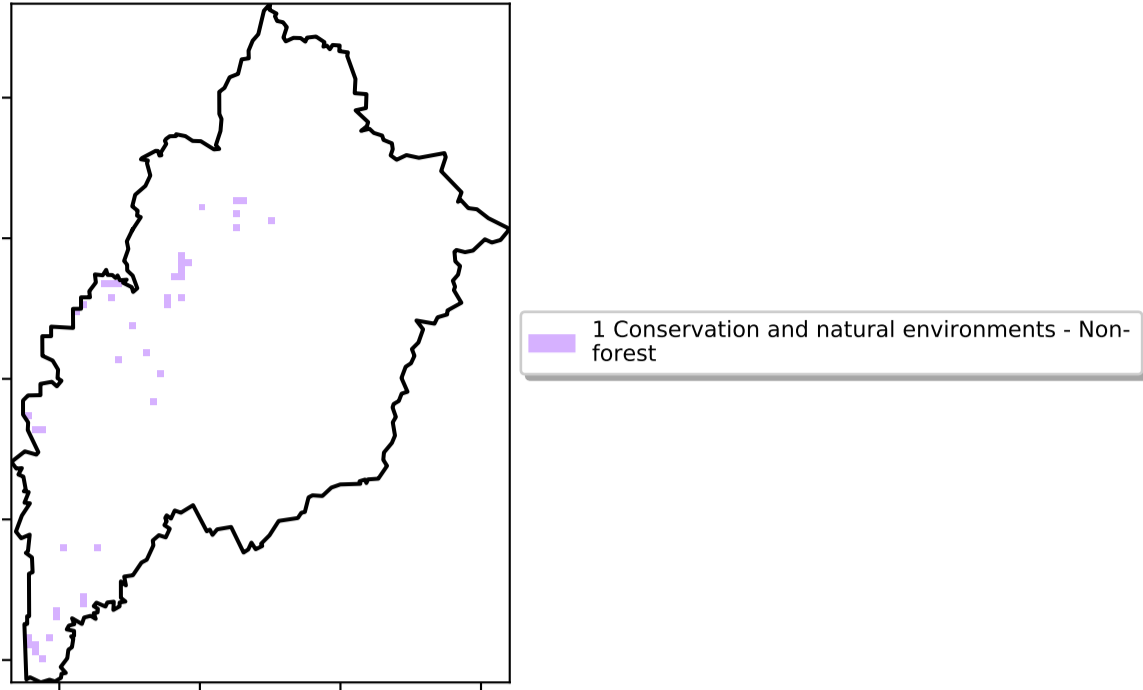 1 Conservation and natural environments - Non-
forest